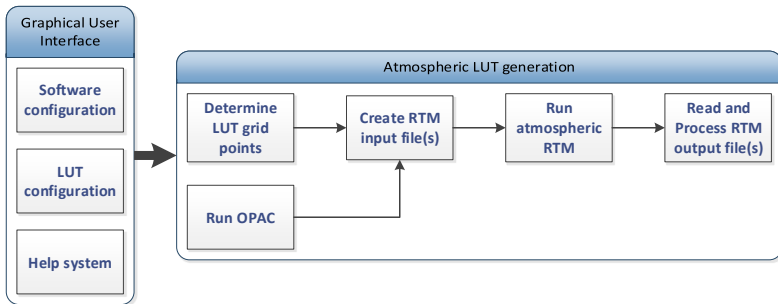 Graphical User
Interface
Software
configuration
LUT
configuration
Help system
Atmospheric LUT generation
Determine
LUT grid
points
Create RTM
input file(s)
Run
atmospheric
RTM
Read and
Process RTM
output file(s)
Run OPAC